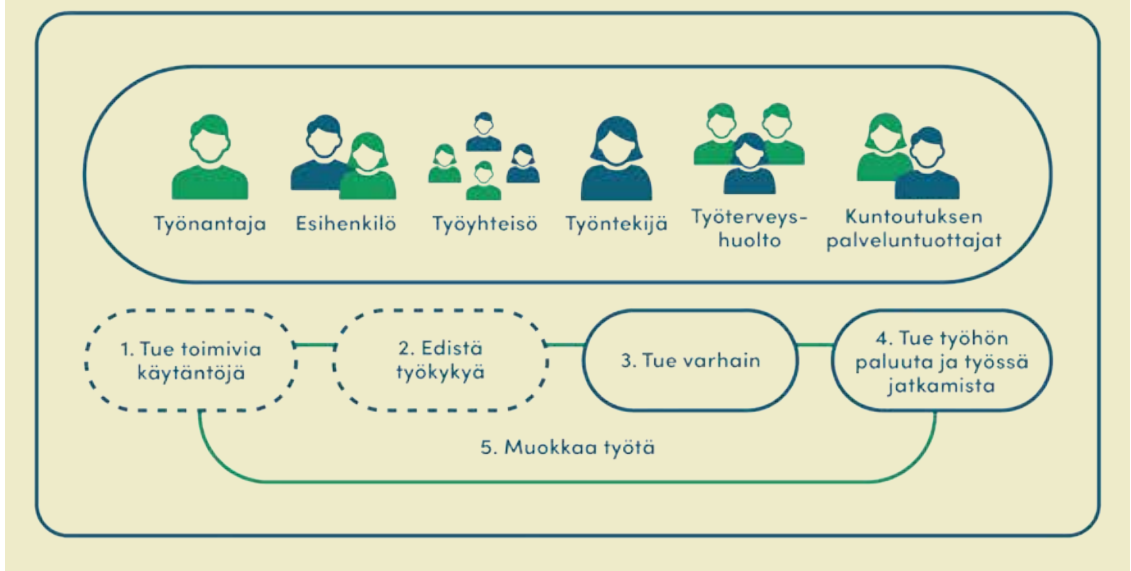 Työnantaja
Esihenkilö
Työyhteisö
Työntekijä
Työterveys-
huolto
Kuntoutuksen
palveluntuottajat
1. Tue toimivia
käytäntöjä
2. Edistä
työkykyä
3. Tue varhain
4. Tue työhön
paluuta ja työssä
jatkamista
5. Muokkaa työtä